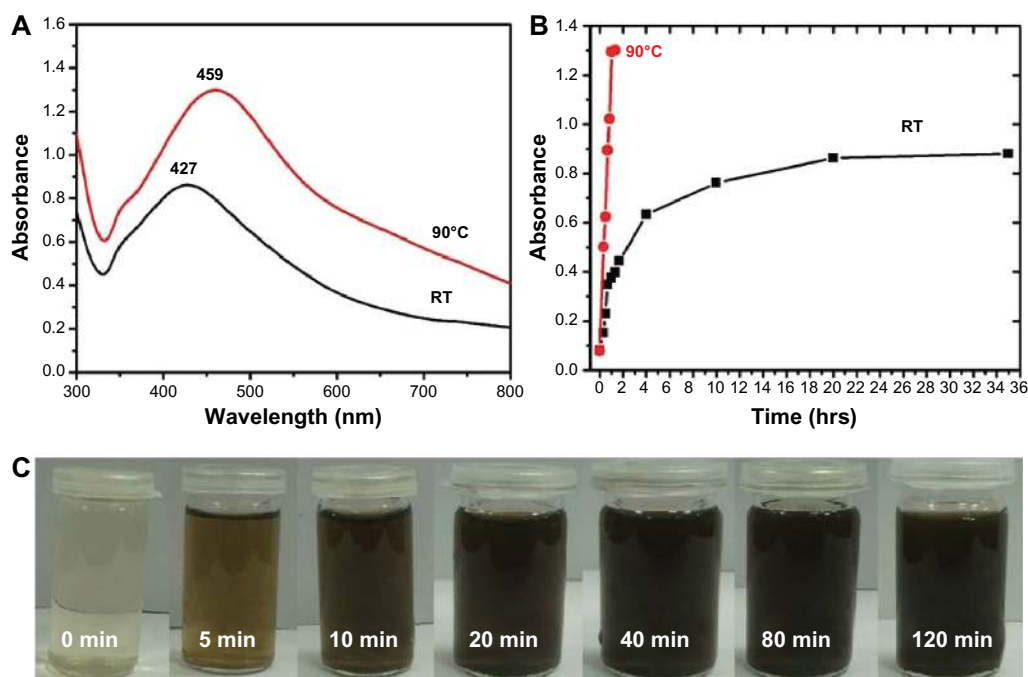 A
1.6
1.4
1.2
1.0
0.8
0.6
0.4
0.2
0.0
Absorbance
459
427
90°C
RT
300 400 500 600 700 800
Wavelength (nm)
B
1.4
1.3
1.2
1.0
0.8
0.6
0.4
0.2
0.1
0.0
Absorbance
90°C
RT
0 2 4 6 8 10 12 14 16 18 20 22 24 26 28 30 32 34 36
Time (hrs)
C
0 min 5 min 10 min 20 min 40 min 80 min 120 min